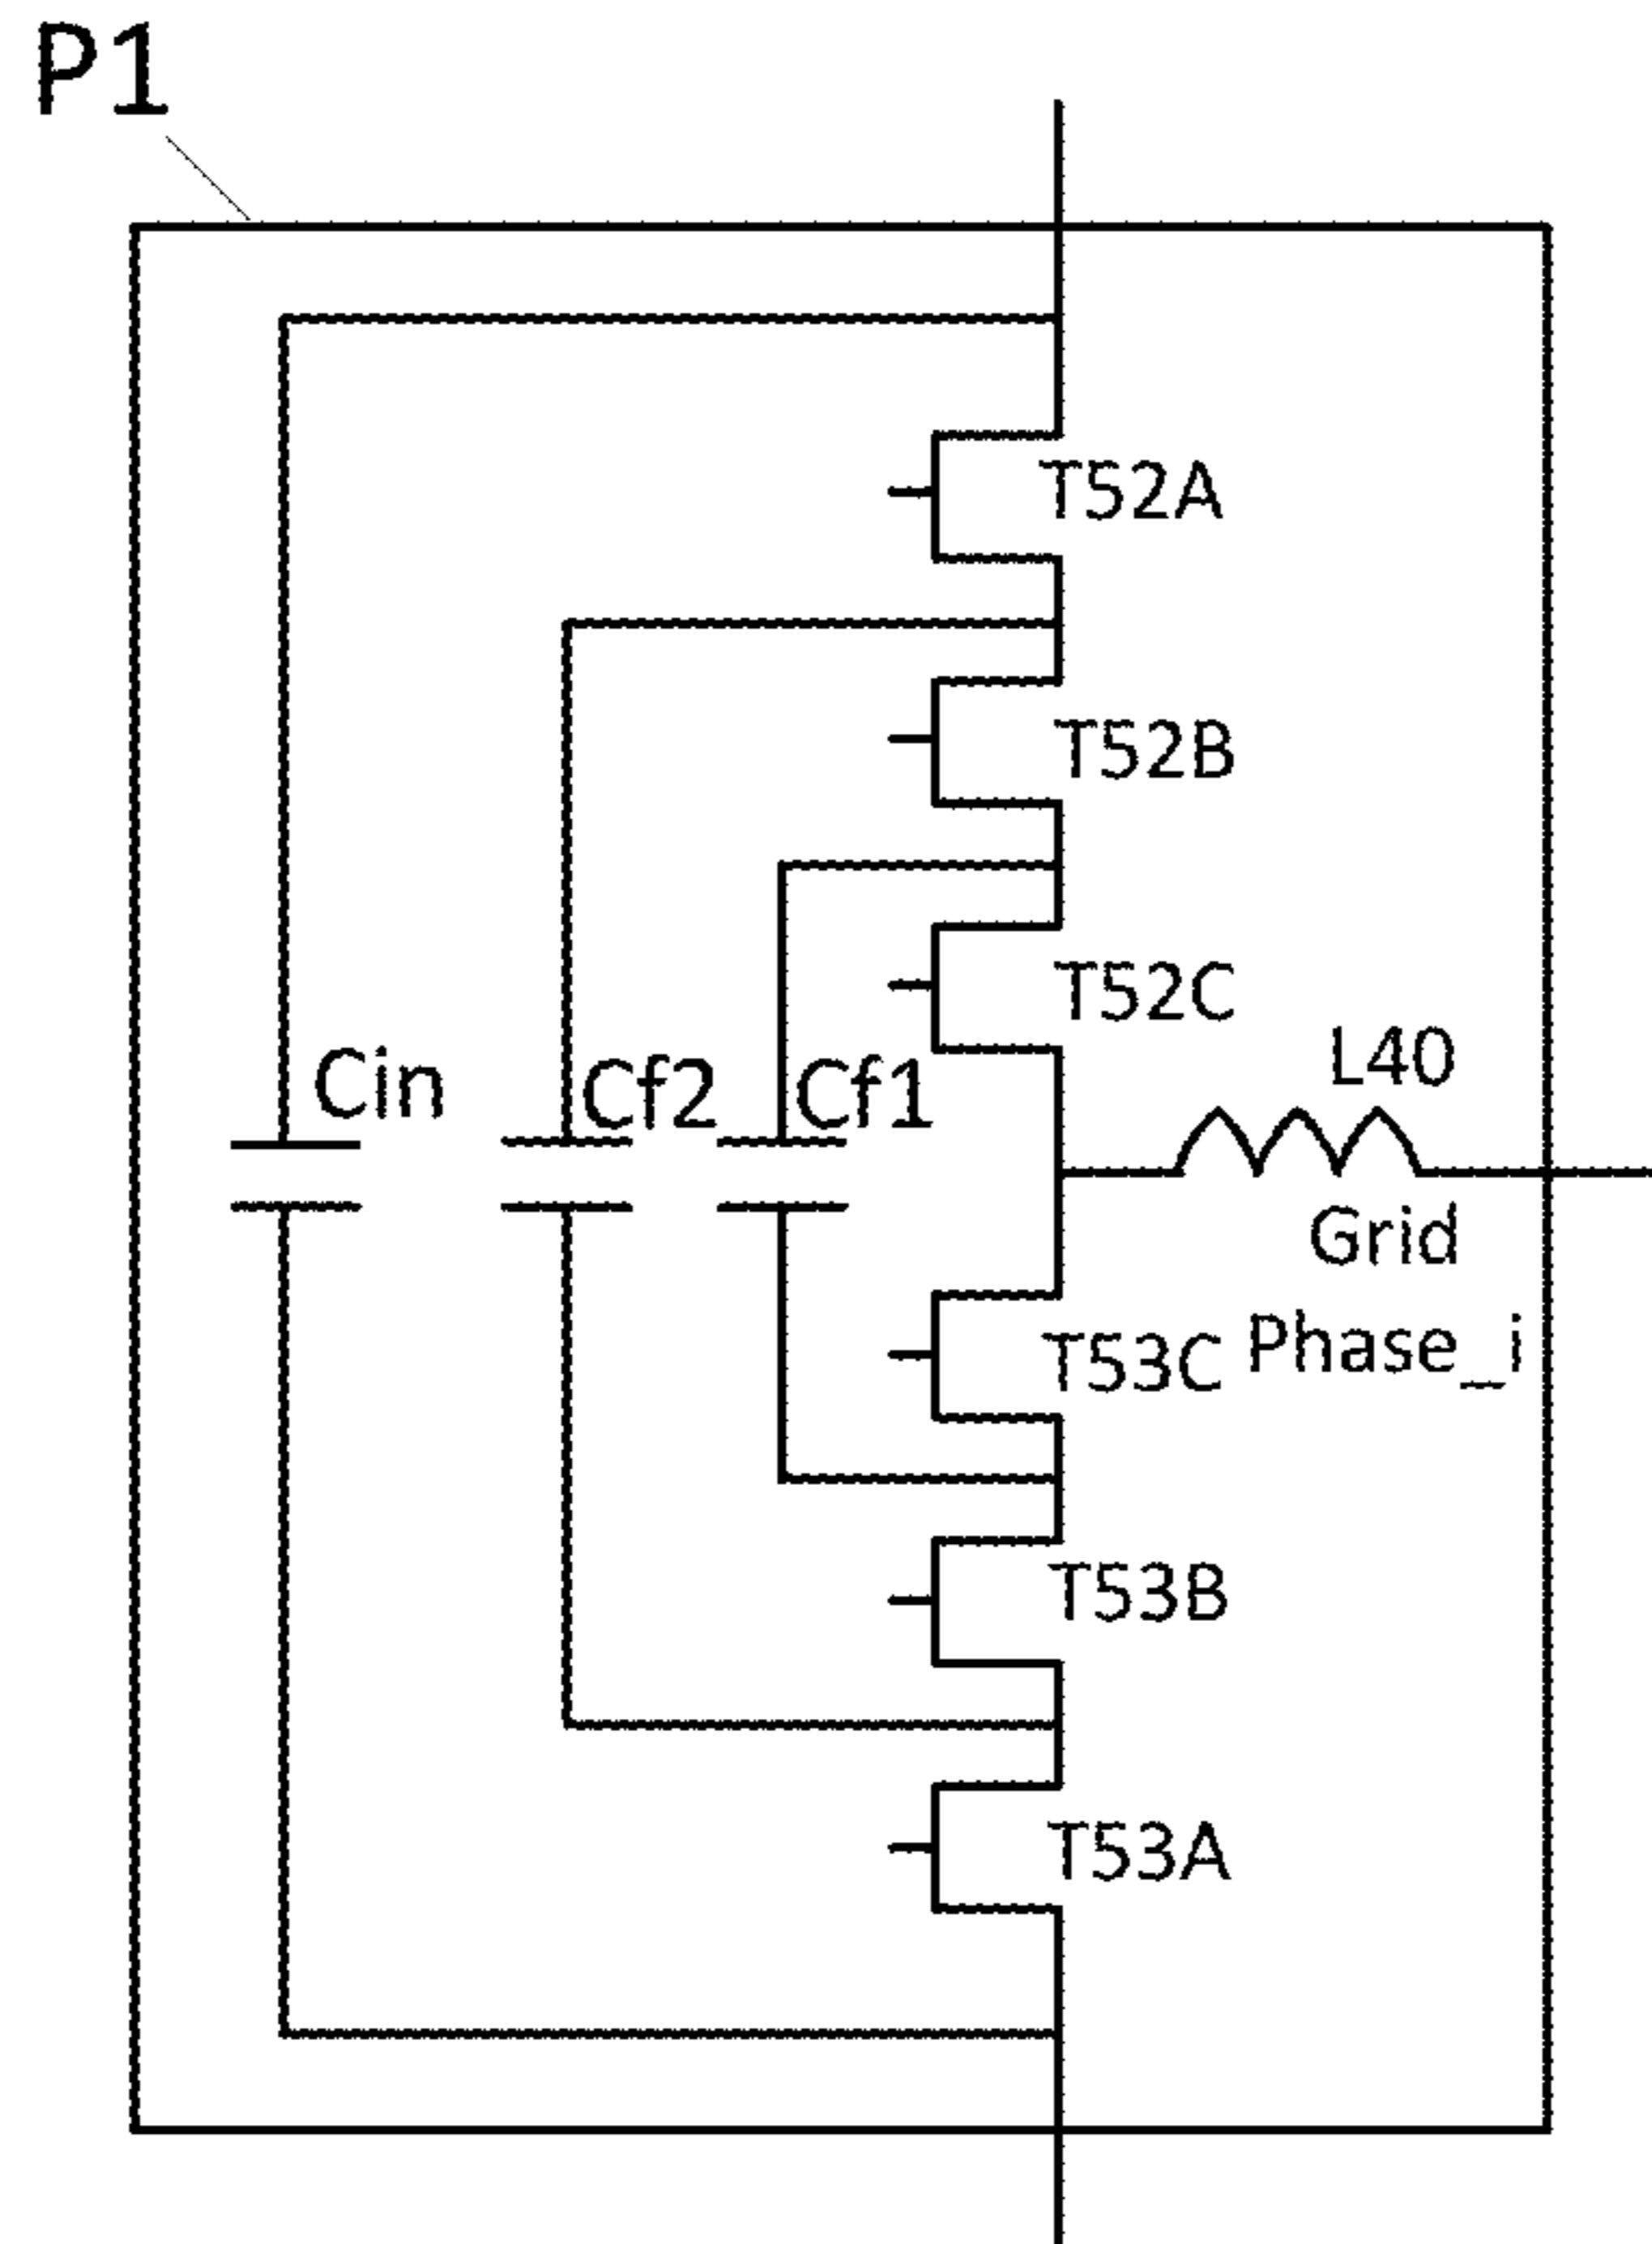 P1
T52A
T52B
T52C
L40
Cin
Cf2
Cf1
Grid
Phase_i
T53C
T53B
T53A